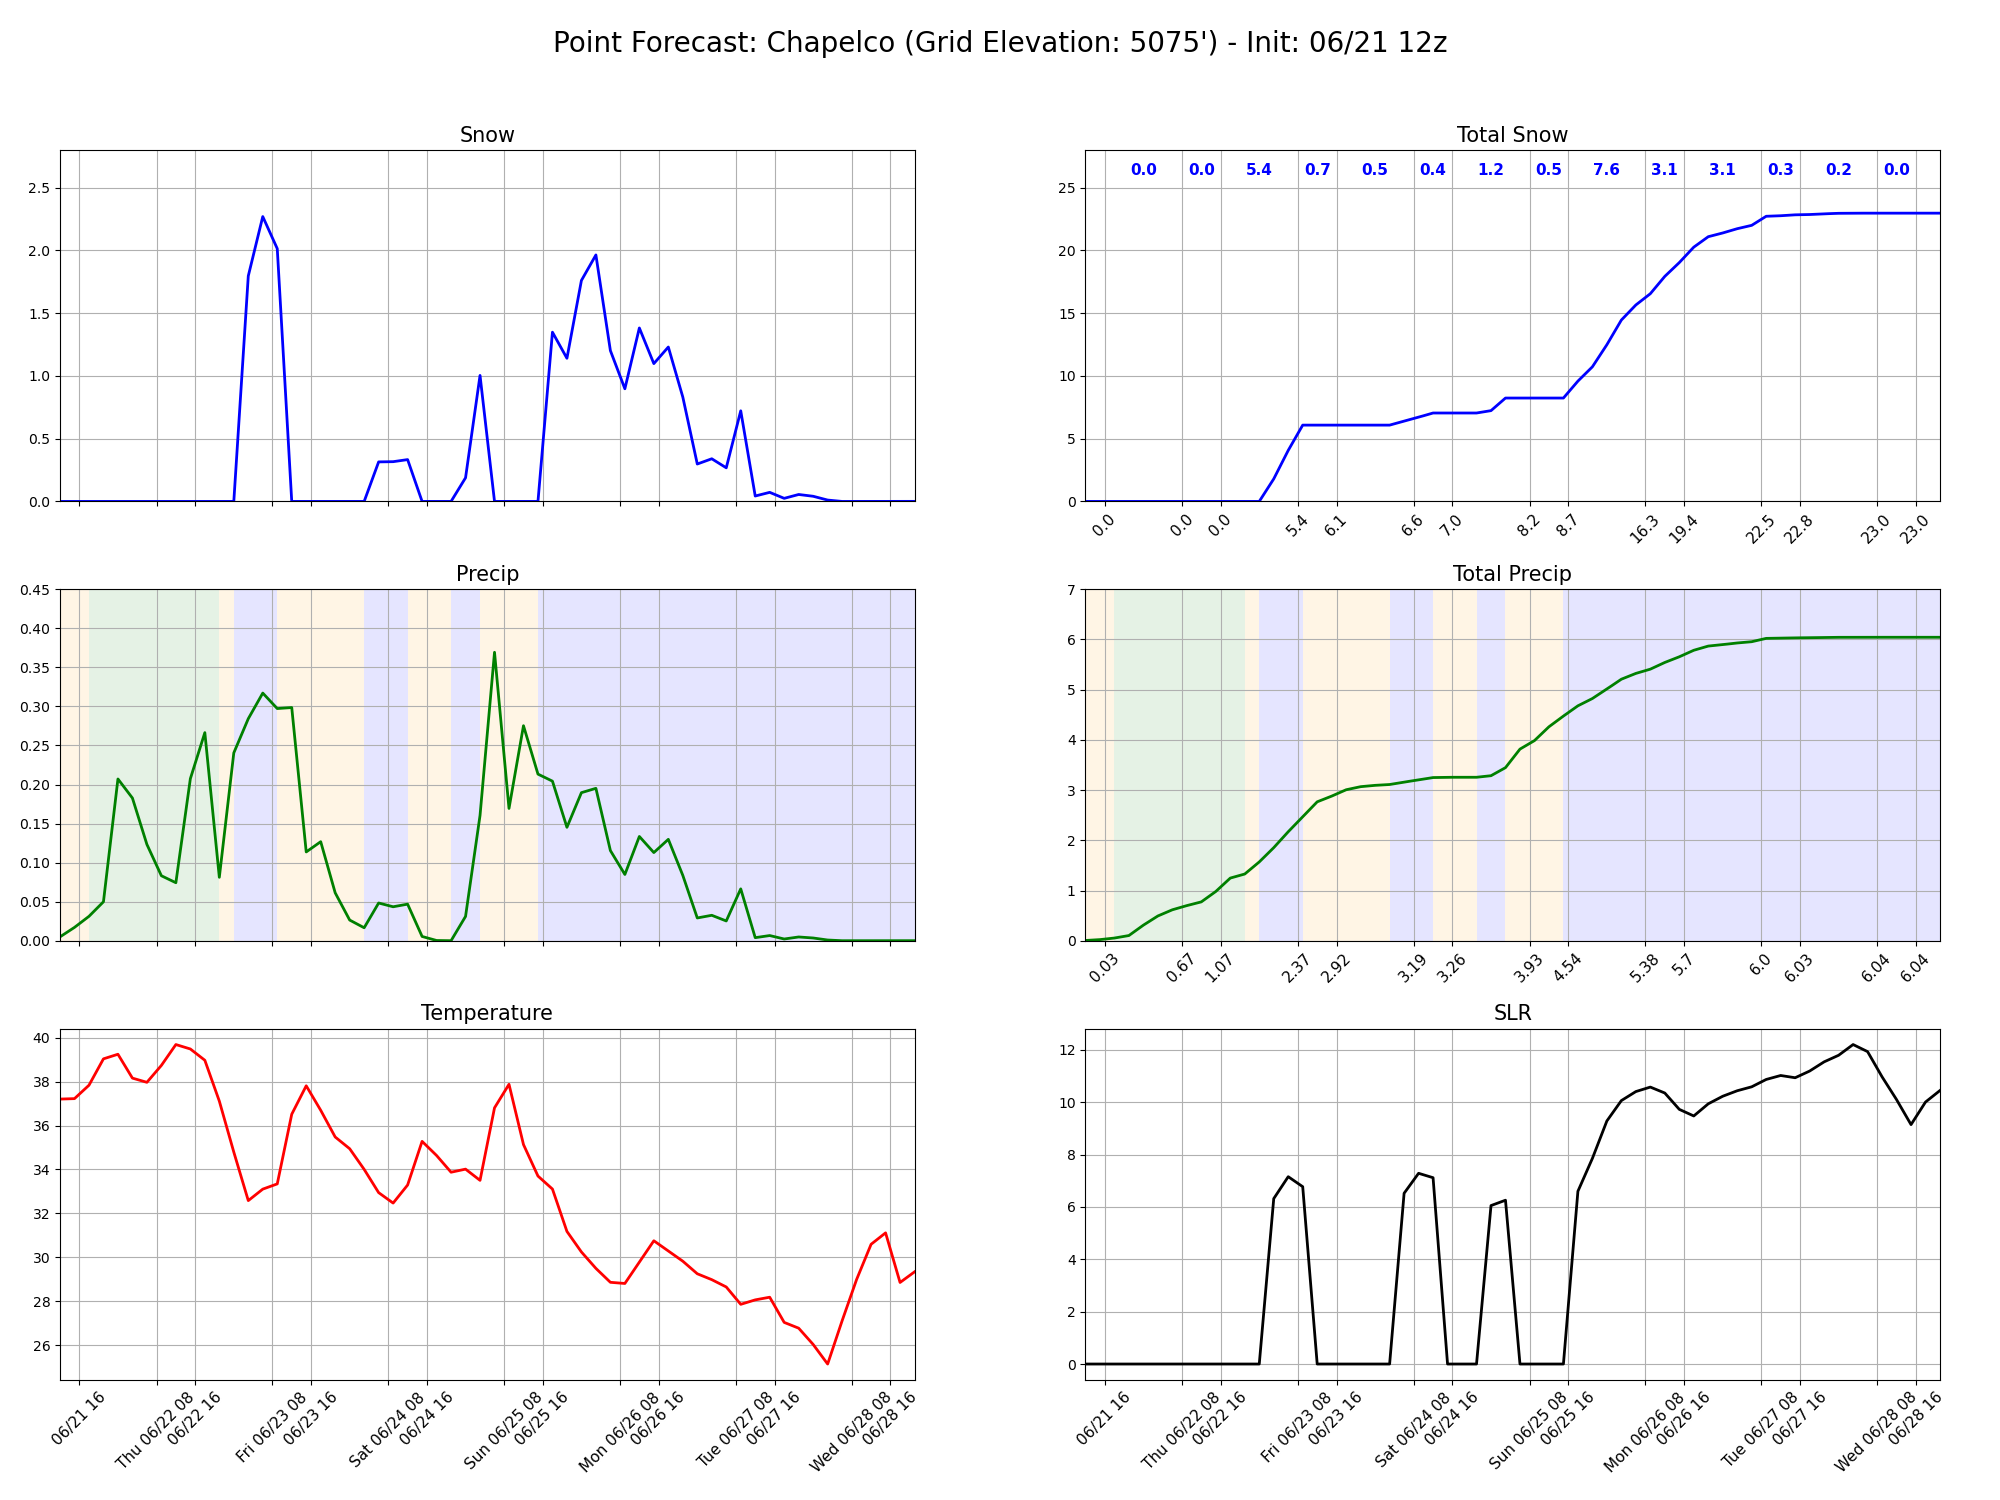 Point Forecast: Chapelco (Grid Elevation: 5075') - Init: 06/21 12z
Snow
2.5
2.0
1.5
1.0
0.5
0.0
Total Snow
0.0 0.0 5.4 0.7 0.5 0.4 1.2 0.5 7.6 3.1 3.1 0.3 0.2 0.0
25
20
15
10
5
0
0.0 0.0 0.0 5.4 6.1 6.6 7.0 8.2 8.7 16.3 19.4 22.5 22.8 23.0 23.0
Precip
0.45
0.40
0.35
0.30
0.25
0.20
0.15
0.10
0.05
0.00
Total Precip
7
6
5
4
3
2
1
0
0.03 0.67 1.07 2.37 2.92 3.19 3.26 3.93 4.54 5.38 5.7 6.0 6.03 6.04 6.04
Temperature
40
38
36
34
32
30
28
26
06/21 16
Thu 06/22 08
06/22 16
Fri 06/23 08
06/23 16
Sat 06/24 08
06/24 16
Sun 06/25 08
06/25 16
Mon 06/26 08
06/26 16
Tue 06/27 08
06/27 16
Wed 06/28 08
06/28 16
SLR
12
10
8
6
4
2
0
06/21 16
Thu 06/22 08
06/22 16
Fri 06/23 08
06/23 16
Sat 06/24 08
06/24 16
Sun 06/25 08
06/25 16
Mon 06/26 08
06/26 16
Tue 06/27 08
06/27 16
Wed 06/28 08
06/28 16